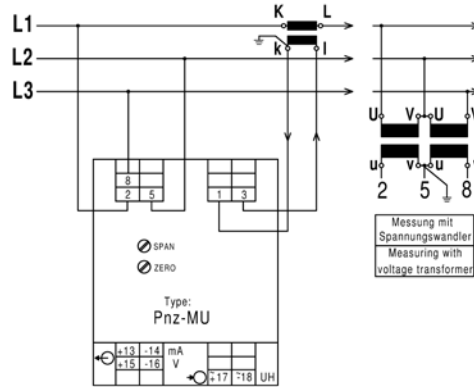 K L
L1
k l
L2
L3
U V U V
u v u v
2 5 8
8
2 5 1 3
SPAN
ZERO
Messung mit
Spannungswandler
Measuring with
voltage transformer
Type:
Pnz-MU
+13 -14 mA
+15 -16 V
+17 -18 UH